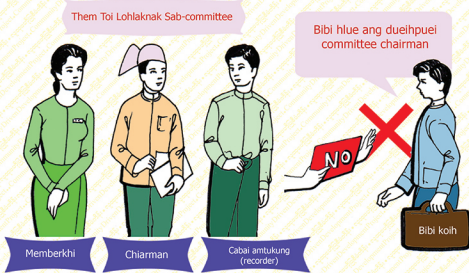 Them Toi Lohlaknak Sab-committee
Bibi hlue ang dueihpuei
committee chairman
NO
Bibi koih
Memberkhi
Chiarman
Cabai amtukung
(recorder)